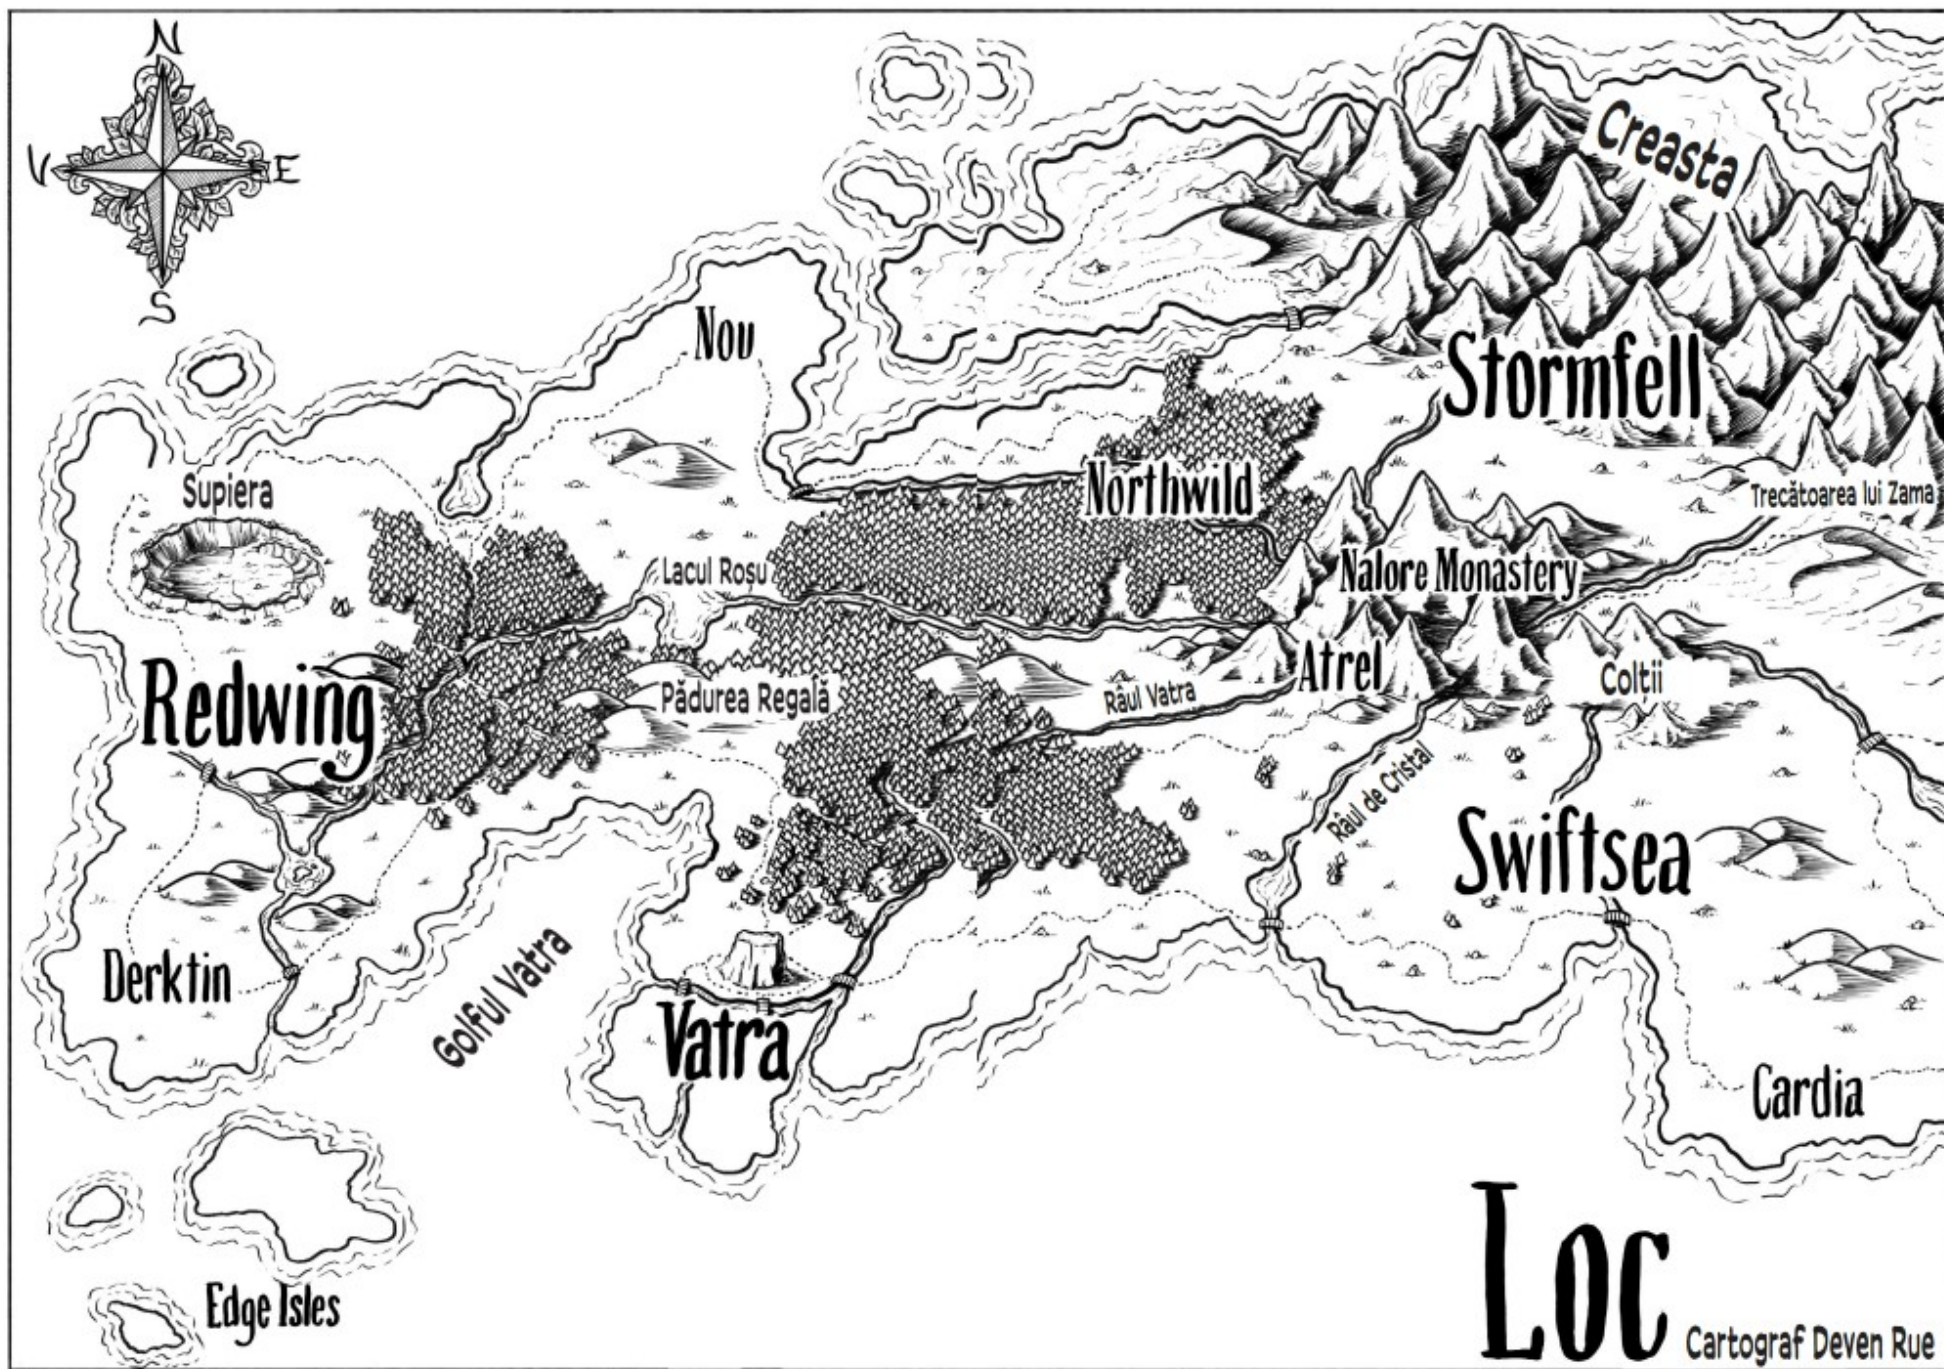 N
V E
S
Creasta
Nou
Stormfell
Supiera
Northwild
Trecătoarea lui Zama
Lacul Roșu
Nalore Monastery
Redwing
Pădurea Regală
Râul Vatra
Atrel
Colții
Râul de Cristal
Swiftsea
Derktin
Golful Vatra
Vatra
Cardia
Edge Isles
Loc
Cartograf Deven Rue